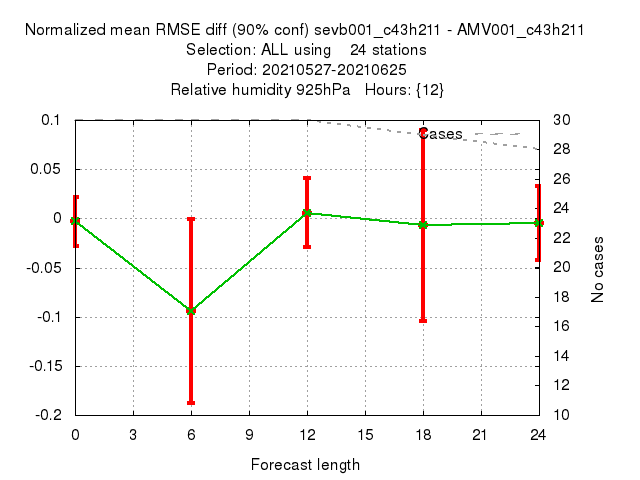 Normalized mean RMSE diff (90% conf) sevb001_c43h211 - AMV001_c43h211
Selection: ALL using 24 stations
Period: 20210527-20210625
Relative humidity 925hPa Hours: {12}
0.1
0.05
0
-0.05
-0.1
-0.15
-0.2
Cases
30
28
26
24
22
20
18
16
14
12
10
No cases
0 3 6 9 12 15 18 21 24
Forecast length